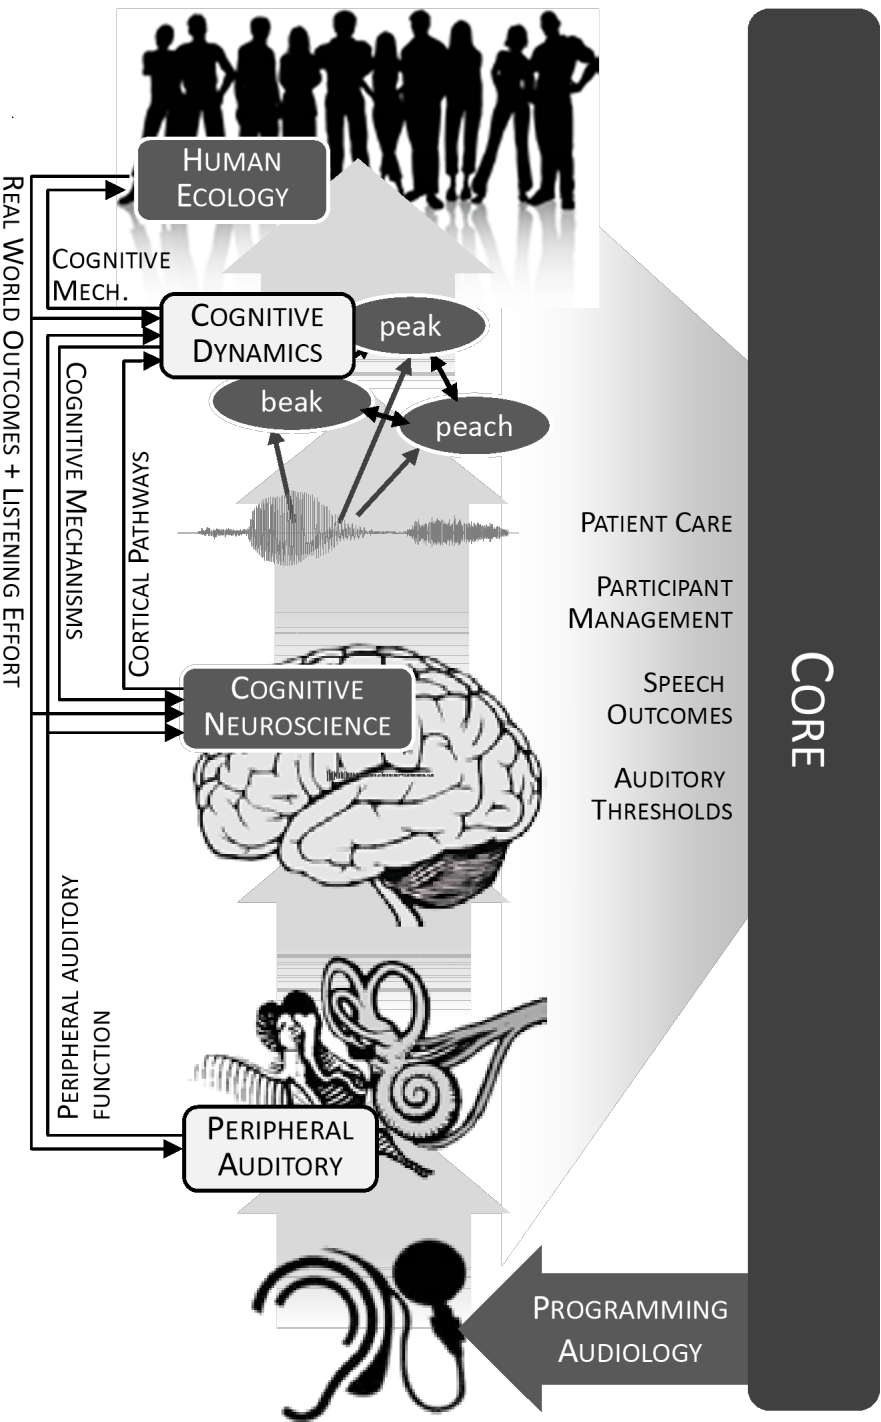 HUMAN
ECOLOGY
REAL WORLD OUTCOMES + LISTENING EFFORT
COGNITIVE
MECH.
COGNITIVE
DYNAMICS
peak
beak
peach
COGNITIVE MECHANISMS
CORTICAL PATHWAYS
PATIENT CARE
PARTICIPANT
MANAGEMENT
SPEECH
OUTCOMES
AUDITORY
THRESHOLDS
CORE
COGNITIVE
NEUROSCIENCE
PERIPHERAL AUDITORY
FUNCTION
PERIPHERAL
AUDITORY
PROGRAMMING
AUDIOLOGY